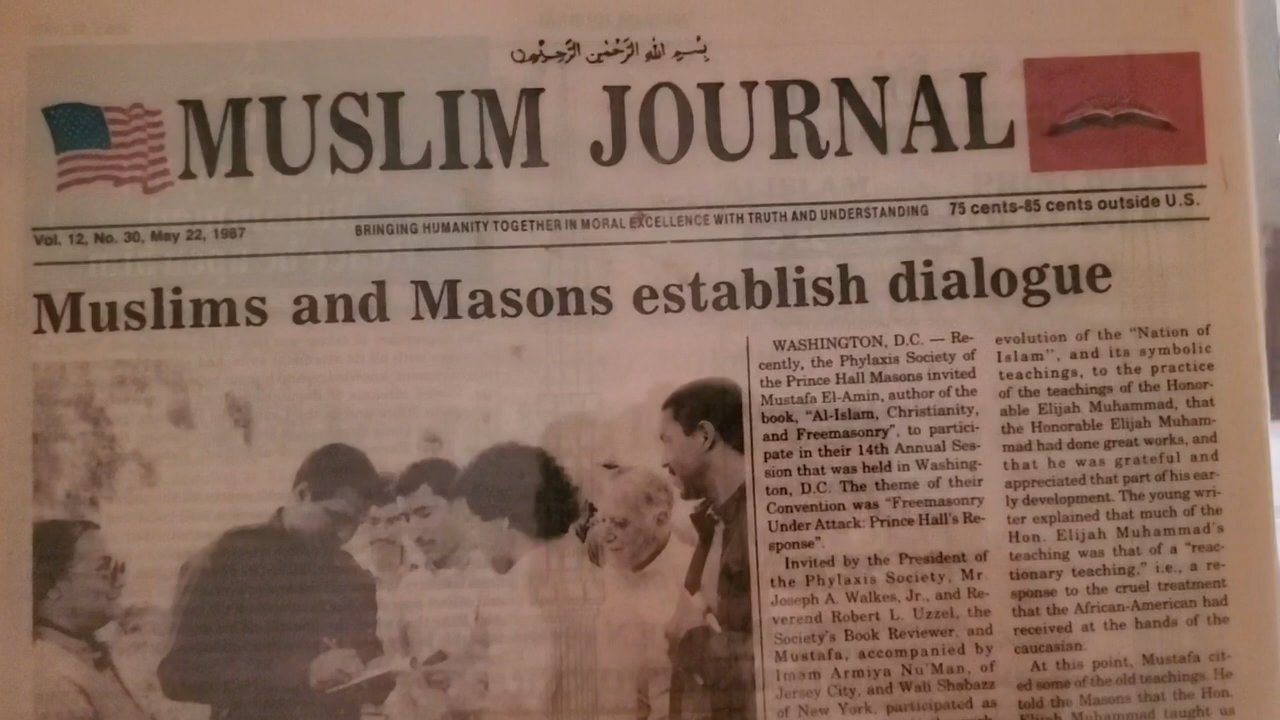 بسم الله الرحمن الرحيم
MUSLIM JOURNAL
Vol. 12, No. 30, May 22, 1987
BRINGING HUMANITY TOGETHER IN MORAL EXCELLENCE WITH TRUTH AND UNDERSTANDING
75 cents-85 cents outside U.S.
Muslims and Masons establish dialogue
WASHINGTON, D.C. — Re-
cently, the Phylaxis Society of
the Prince Hall Masons invited
Mustafa El-Amin, author of the
book, "Al-Islam, Christianity,
and Freemasonry", to partici-
pate in their 14th Annual Ses-
sion that was held in Washing-
ton, D.C. The theme of their
Convention was "Freemasonry
Under Attack: Prince Hall's Re-
sponse".
Invited by the President of
the Phylaxis Society, Mr.
Joseph A. Walkes, Jr., and Re-
verend Robert L. Uzzel, the
Society's Book Reviewer, and
Mustafa, accompanied by
Imam Armiya Nu'Man, of
Jersey City, and Wali Shabazz
of New York, participated as
evolution of the "Nation of
Islam", and its symbolic
teachings, to the practice
of the teachings of the Honor-
able Elijah Muhammad, that
the Honorable Elijah Muham-
mad had done great works, and
that he was grateful and
appreciated that part of his ear-
ly development. The young wri-
ter explained that much of the
Hon. Elijah Muhammad's
teaching was that of a "reac-
tionary teaching," i.e., a re-
sponse to the cruel treatment
that the African-American had
received at the hands of the
caucasian.
At this point, Mustafa cit-
ed some of the old teachings. He
told the Masons that the Hon.
Elijah Muhammad taught us